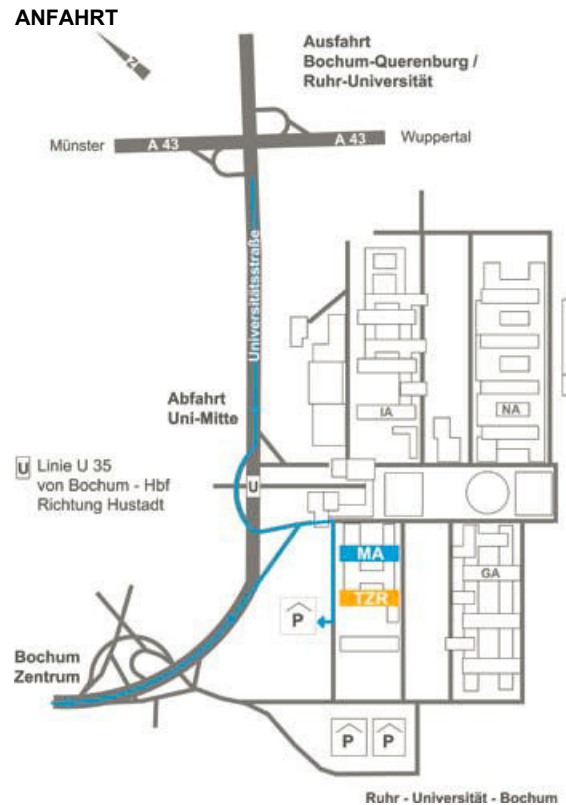 ANFAHRT
N
Ausfahrt
Bochum-Querenburg /
Ruhr-Universität
Münster
A 43
A 43
Wuppertal
Universitätsstraße
Abfahrt
Uni-Mitte
IA
NA
U Linie U 35
von Bochum - Hbf
Richtung Hustadt
U
MA
GA
TZR
P
Bochum
Zentrum
P
P
Ruhr - Universität - Bochum